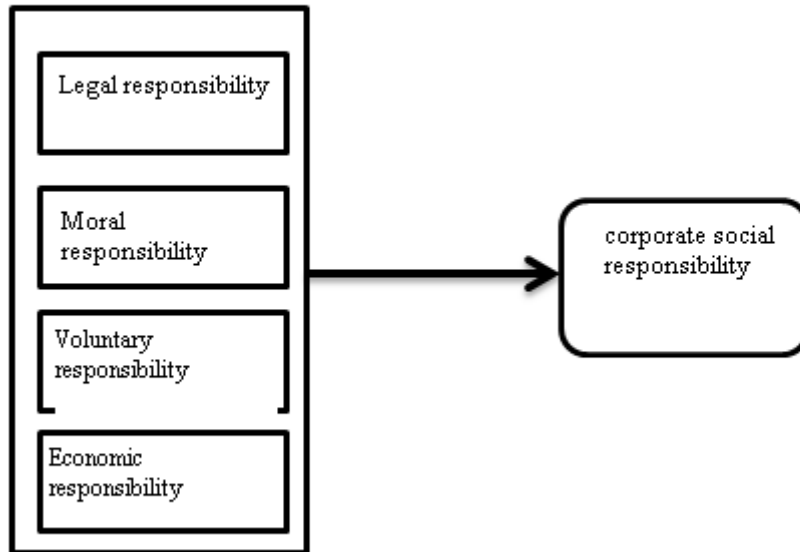 Legal responsibility
Moral
responsibility
Voluntary
responsibility
Economic
responsibility
corporate social
responsibility